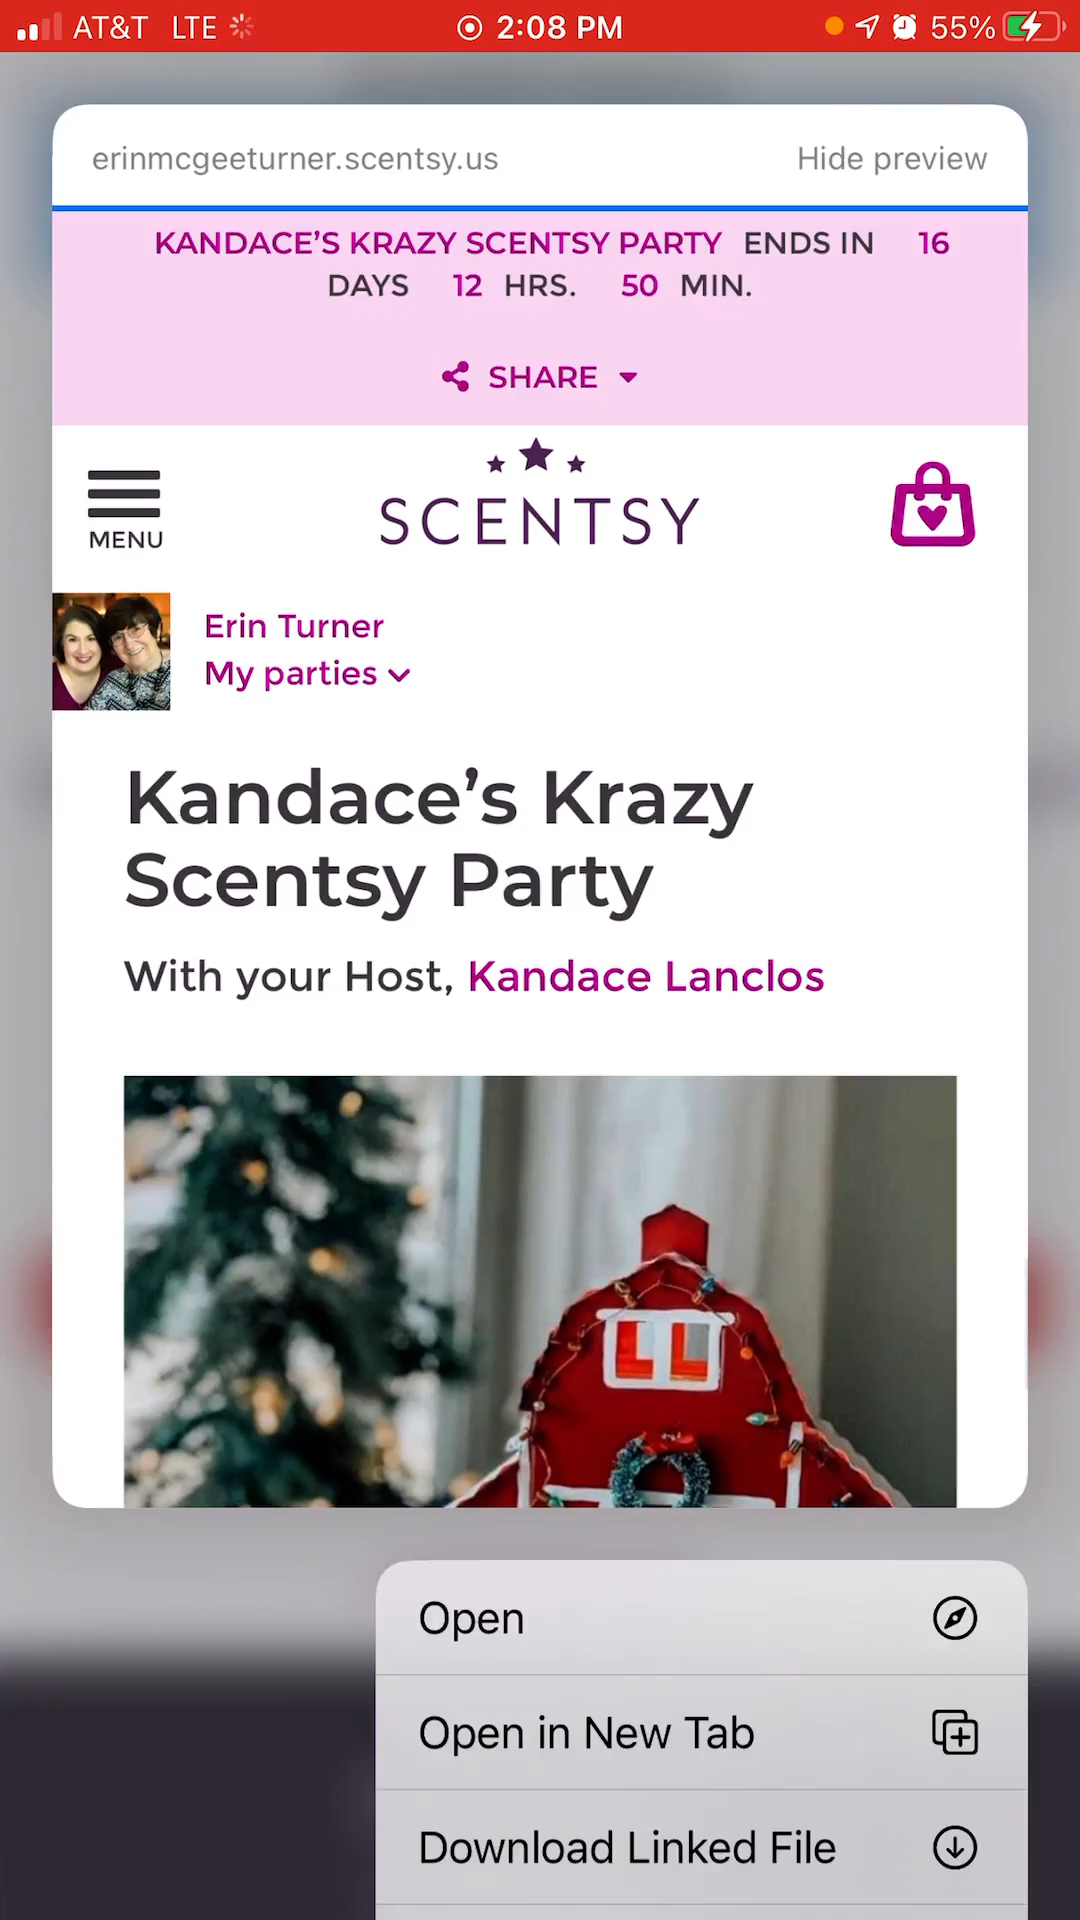 AT&T LTE 2:08 PM 55%
erinmcgeeturner.scentsy.us Hide preview
KANDACE’S KRAZY SCENTSY PARTY ENDS IN 16
DAYS 12 HRS. 50 MIN.
SHARE
SCENTSY
MENU
Erin Turner
My parties
Kandace’s Krazy
Scentsy Party
With your Host, Kandace Lanclos
Open
Open in New Tab
Download Linked File